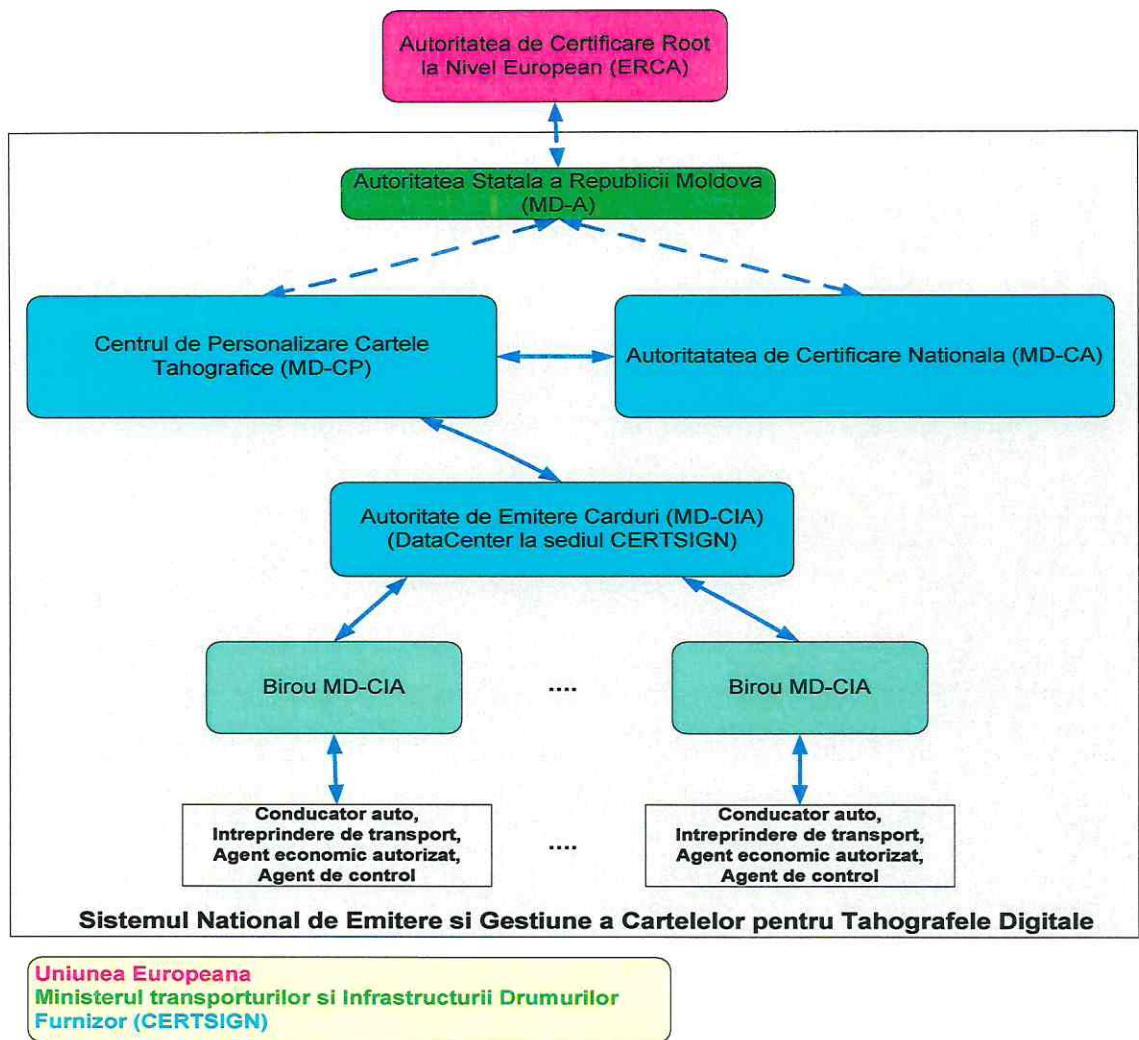 Autoritatea de Certificare Root
la Nivel European (ERCA)
Autoritatea Statala a Republicii Moldova
(MD-A)
Centrul de Personalizare Cartele
Tahografice (MD-CP)
Autoritatatea de Certificare Nationala (MD-CA)
Autoritate de Emitere Carduri (MD-CIA)
(DataCenter la sediul CERTSIGN)
Birou MD-CIA
....
Birou MD-CIA
Conducator auto,
Intreprindere de transport,
Agent economic autorizat,
Agent de control
....
Conducator auto,
Intreprindere de transport,
Agent economic autorizat,
Agent de control
Sistemul National de Emitere si Gestiune a Cartelelor pentru Tahografele Digitale
Uniunea Europeana
Ministerul transporturilor si Infrastructurii Drumurilor
Furnizor (CERTSIGN)